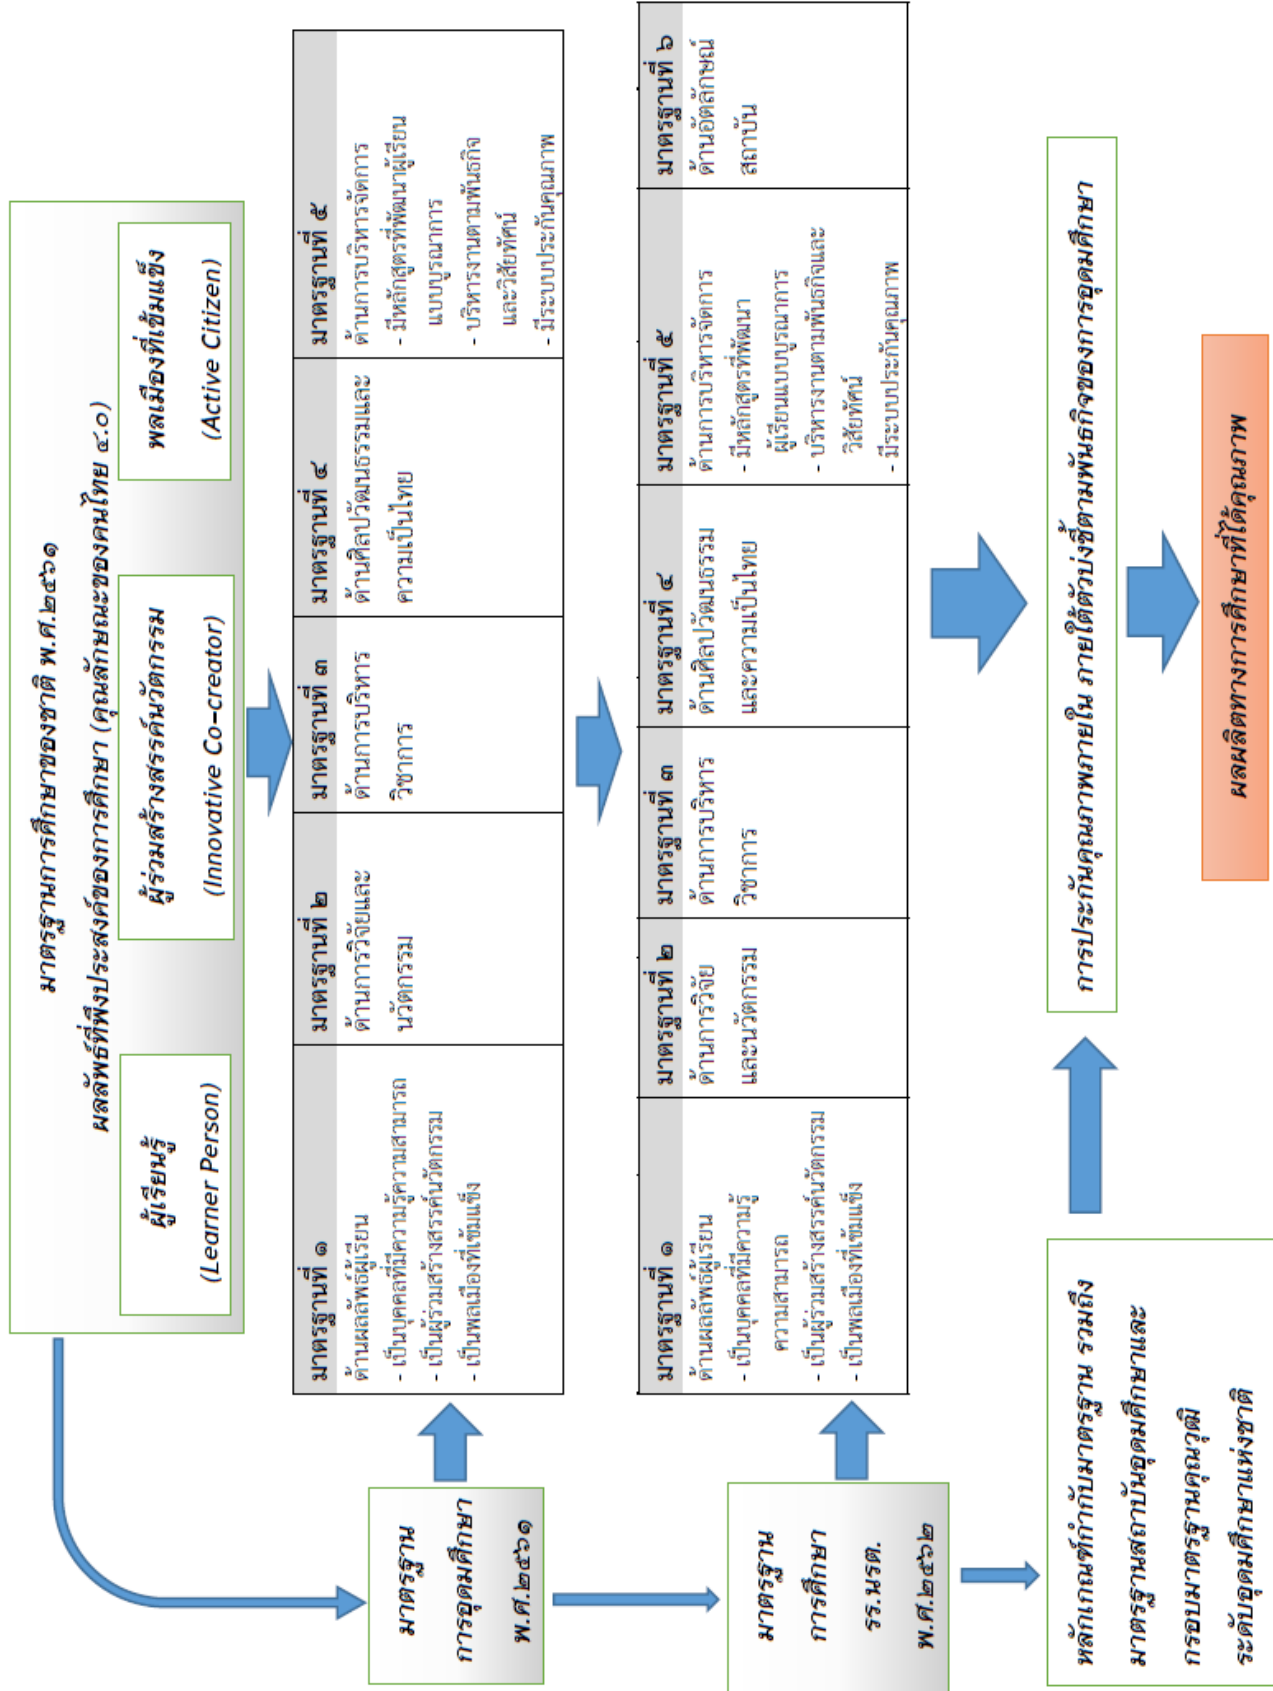 มาตรฐานการศึกษาของชาติ พ.ศ.๒๕๖๑
ผลลัพธ์ที่พึงประสงค์ของการศึกษา (คุณลักษณะของคนไทย ๔.๐)
ผู้เรียนรู้
(Learner Person)
ผู้ร่วมสร้างสรรค์นวัตกรรม
(Innovative Co-creator)
พลเมืองที่เข้มแข็ง
(Active Citizen)
มาตรฐาน
การอุดมศึกษา
พ.ศ.๒๕๖๑
มาตรฐานที่ ๑
ด้านผลลัพธ์ผู้เรียน
- เป็นบุคคลที่มีความรู้ความสามารถ
- เป็นผู้ร่วมสร้างสรรค์นวัตกรรม
- เป็นพลเมืองที่เข้มแข็ง
มาตรฐานที่ ๒
ด้านการวิจัยและ
นวัตกรรม
มาตรฐานที่ ๓
ด้านการบริหาร
วิชาการ
มาตรฐานที่ ๔
ด้านศิลปวัฒนธรรมและ
ความเป็นไทย
มาตรฐานที่ ๕
ด้านการบริหารจัดการ
- มีหลักสูตรที่พัฒนาผู้เรียน
แบบบูรณาการ
- บริหารงานตามพันธกิจ
และวิสัยทัศน์
- มีระบบประกันคุณภาพ
มาตรฐาน
การศึกษา
รร.นรต.
พ.ศ.๒๕๖๒
มาตรฐานที่ ๑
ด้านผลลัพธ์ผู้เรียน
- เป็นบุคคลที่มีความรู้
ความสามารถ
- เป็นผู้ร่วมสร้างสรรค์นวัตกรรม
- เป็นพลเมืองที่เข้มแข็ง
มาตรฐานที่ ๒
ด้านการวิจัย
และนวัตกรรม
มาตรฐานที่ ๓
ด้านการบริหาร
วิชาการ
มาตรฐานที่ ๔
ด้านศิลปวัฒนธรรม
และความเป็นไทย
มาตรฐานที่ ๕
ด้านการบริหารจัดการ
- มีหลักสูตรที่พัฒนา
ผู้เรียนแบบบูรณาการ
- บริหารงานตามพันธกิจและ
วิสัยทัศน์
- มีระบบประกันคุณภาพ
มาตรฐานที่ ๖
ด้านอัตลักษณ์
สถาบัน
หลักเกณฑ์กำกับมาตรฐาน รวมถึง
มาตรฐานสถาบันอุดมศึกษาและ
กรอบมาตรฐานคุณวุฒิ
ระดับอุดมศึกษาแห่งชาติ
การประกันคุณภาพภายใน ภายใต้ตัวบ่งชี้ตามพันธกิจของการอุดมศึกษา
ผลผลิตทางการศึกษาที่ได้คุณภาพ